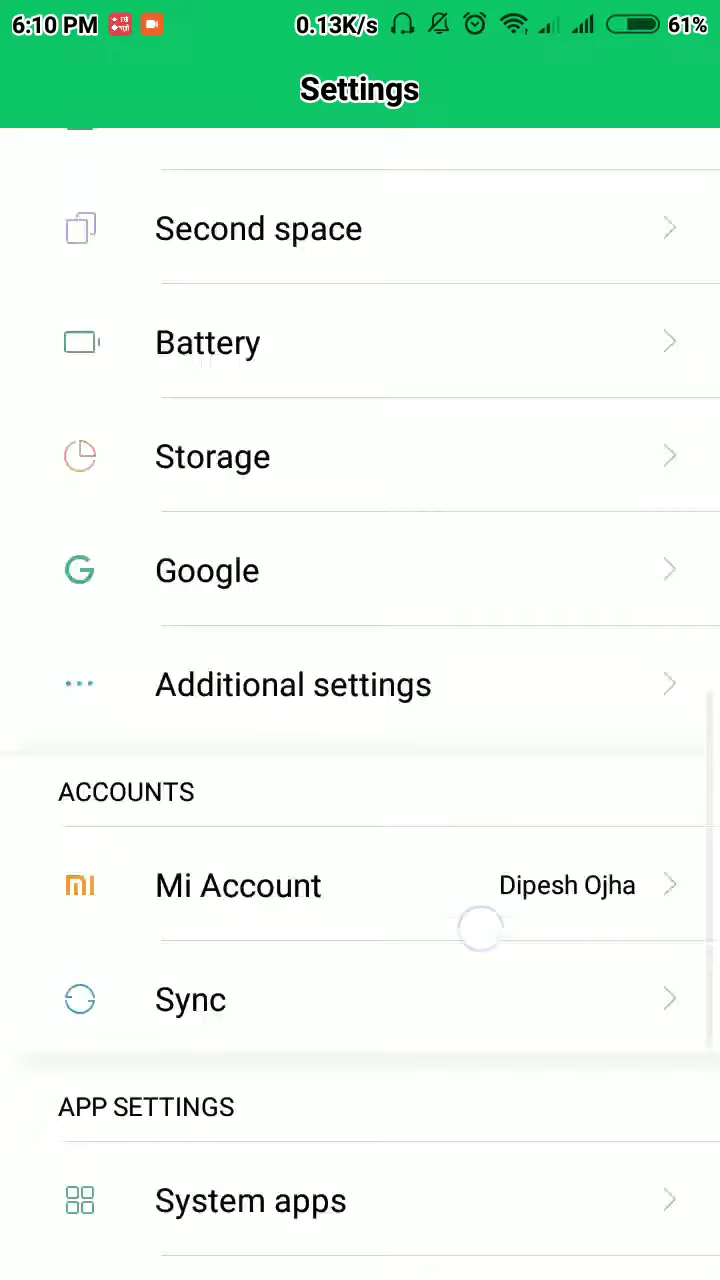 6:10 PM 0.13K/s 61%
Settings
Second space
Battery
Storage
Google
Additional settings
ACCOUNTS
Mi Account Dipesh Ojha
Sync
APP SETTINGS
System apps